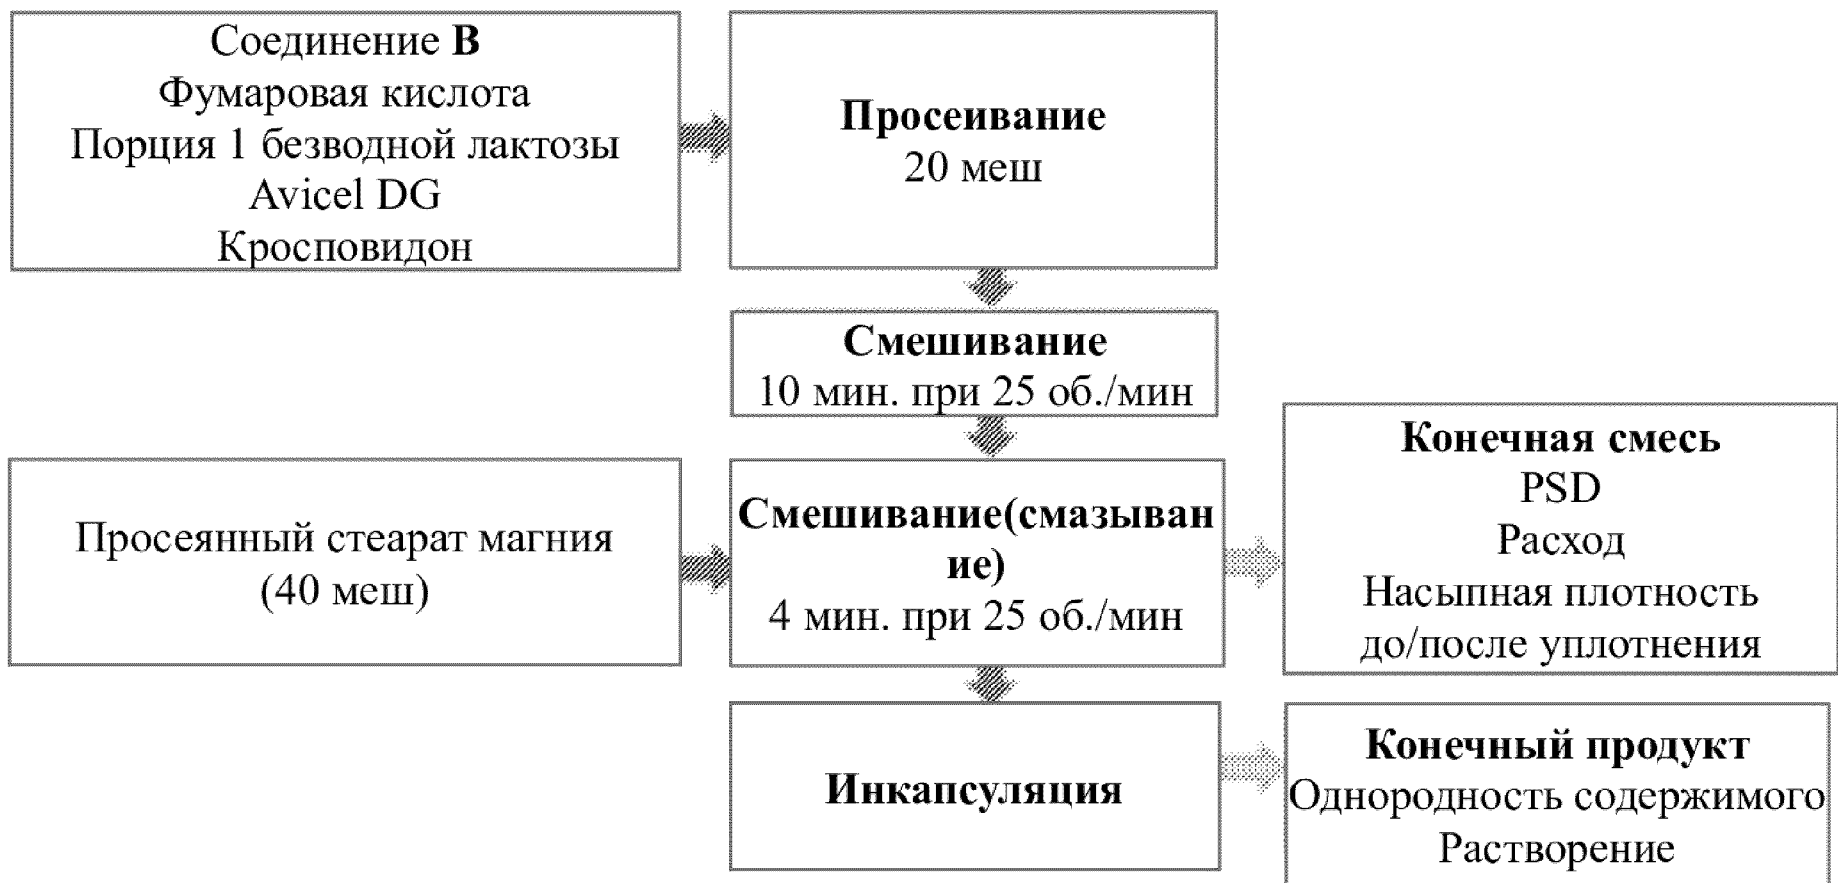 Соединение В
Фумаровая кислота
Порция 1 безводной лактозы
Avicel DG
Кросповидон
Просеивание
20 меш
Смешивание
10 мин. при 25 об./мин
Просеянный стеарат магния
(40 меш)
Смешивание(смазыван
ие)
4 мин. при 25 об./мин
Конечная смесь
PSD
Расход
Насыпная плотность
до/после уплотнения
Инкапсуляция
Конечный продукт
Однородность содержимого
Растворение